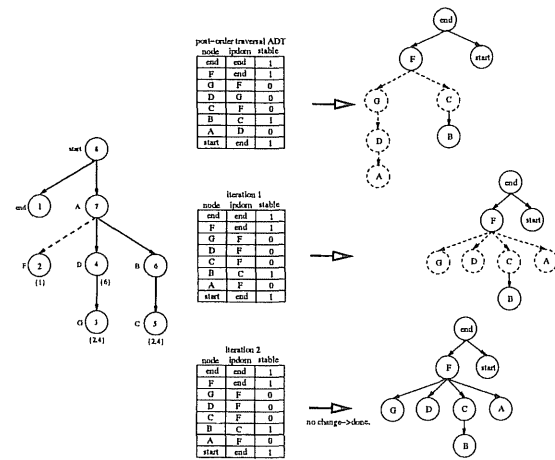 post-order traversal ADT
node ipdom stable
end end 1
F end 1
G F 0
D G 0
C F 0
B C 1
A D 0
start end 1
end
F start
G C
D B
A
start 8
end 1
A 7
F 2 {1}
D 4 {6}
B 6
G 3 {2,4}
C 5 {2,4}
iteration 1
node ipdom stable
end end 1
F end 1
G F 0
D F 0
C F 0
B C 1
A F 0
start end 1
end
F start
G D C A
B
iteration 2
node ipdom stable
end end 1
F end 1
G F 0
D F 0
C F 0
B C 1
A F 0
start end 1
no change->done.
end
F start
G D C A
B